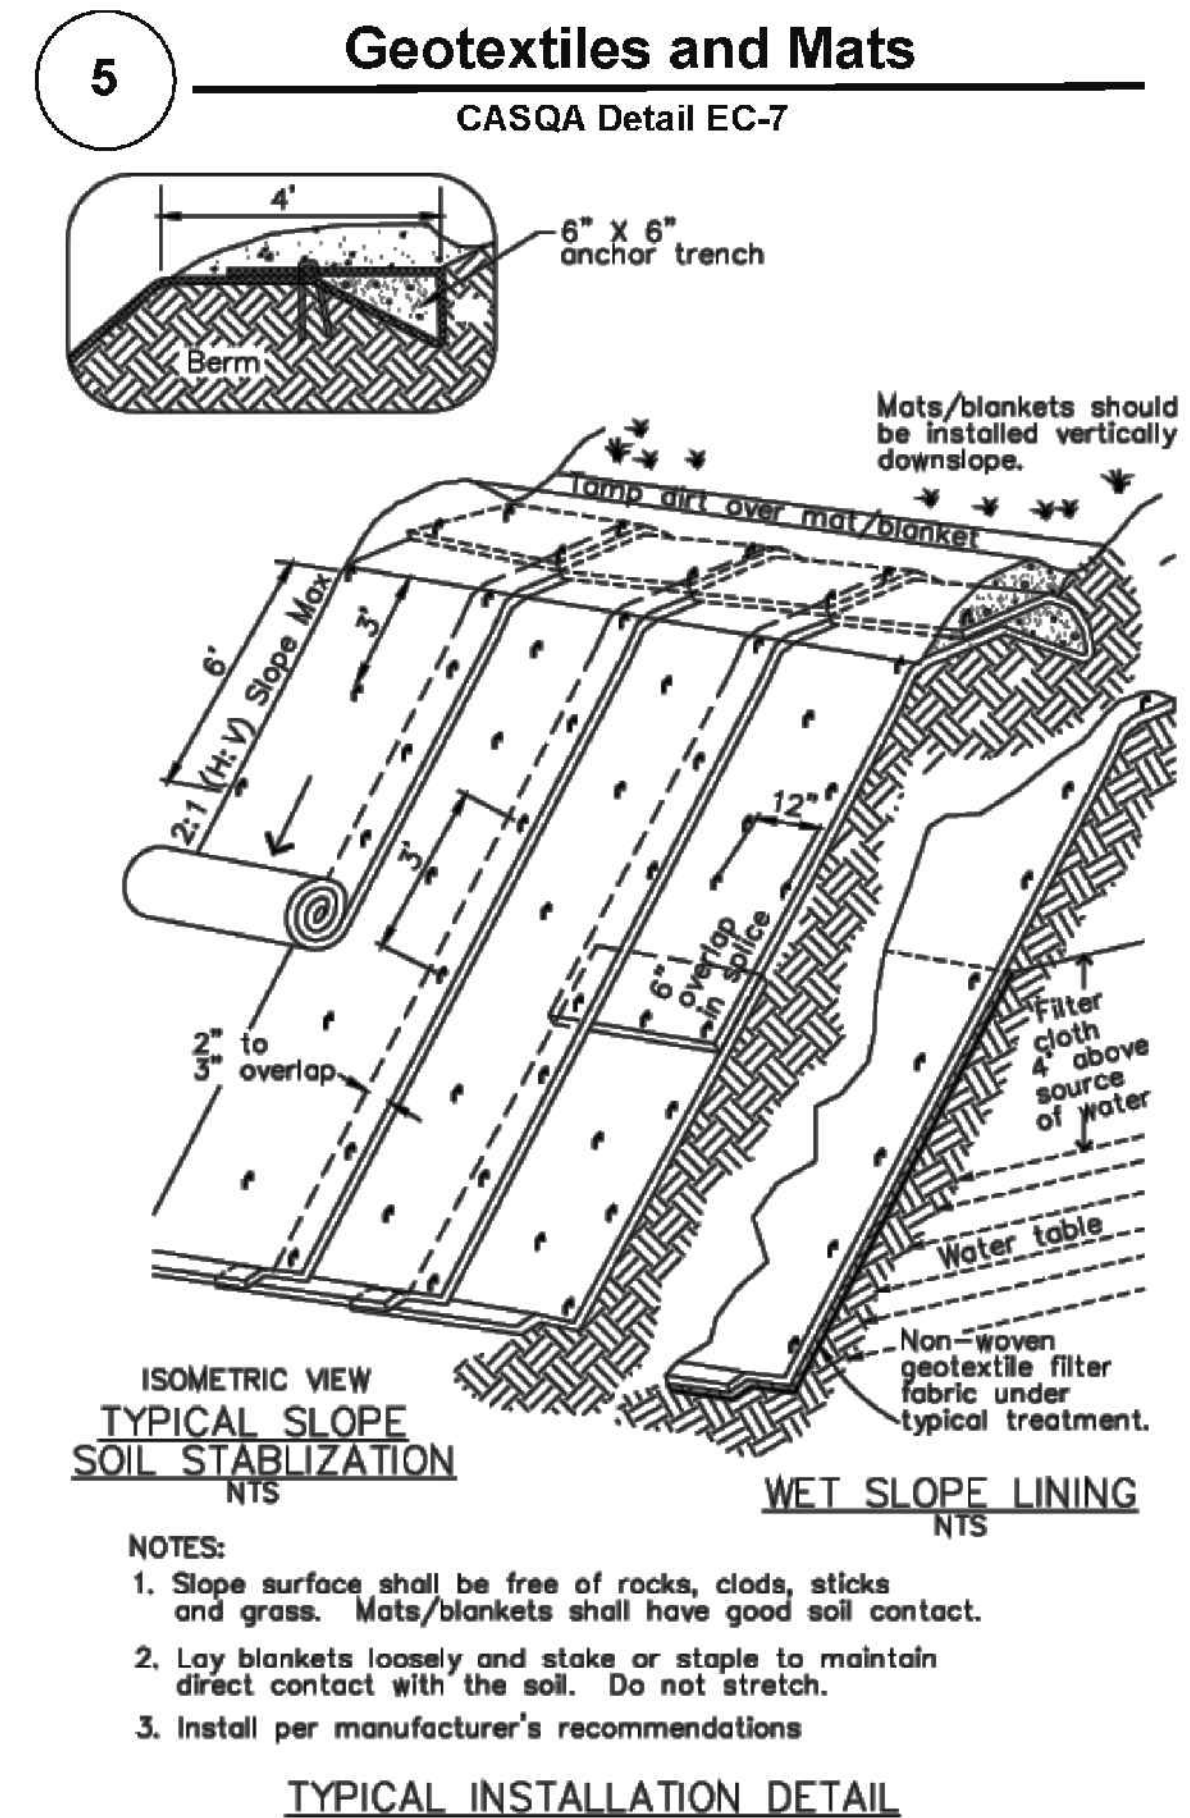 5
Geotextiles and Mats
CASQA Detail EC-7
4'
6" X 6"
anchor trench
Berm
Mats/blankets should
be installed vertically
downslope.
Tamp dirt over mat/blanket
6'
2:1 (H:V) Slope Max
3'
3'
12"
6"
overlap
in splice
2" to
3" overlap
Filter
cloth
4' above
source
of water
Water table
Non-woven
geotextile filter
fabric under
typical treatment.
ISOMETRIC VIEW
TYPICAL SLOPE
SOIL STABLIZATION
NTS
WET SLOPE LINING
NTS
NOTES:
1. Slope surface shall be free of rocks, clods, sticks
and grass. Mats/blankets shall have good soil contact.
2. Lay blankets loosely and stake or staple to maintain
direct contact with the soil. Do not stretch.
3. Install per manufacturer's recommendations
TYPICAL INSTALLATION DETAIL